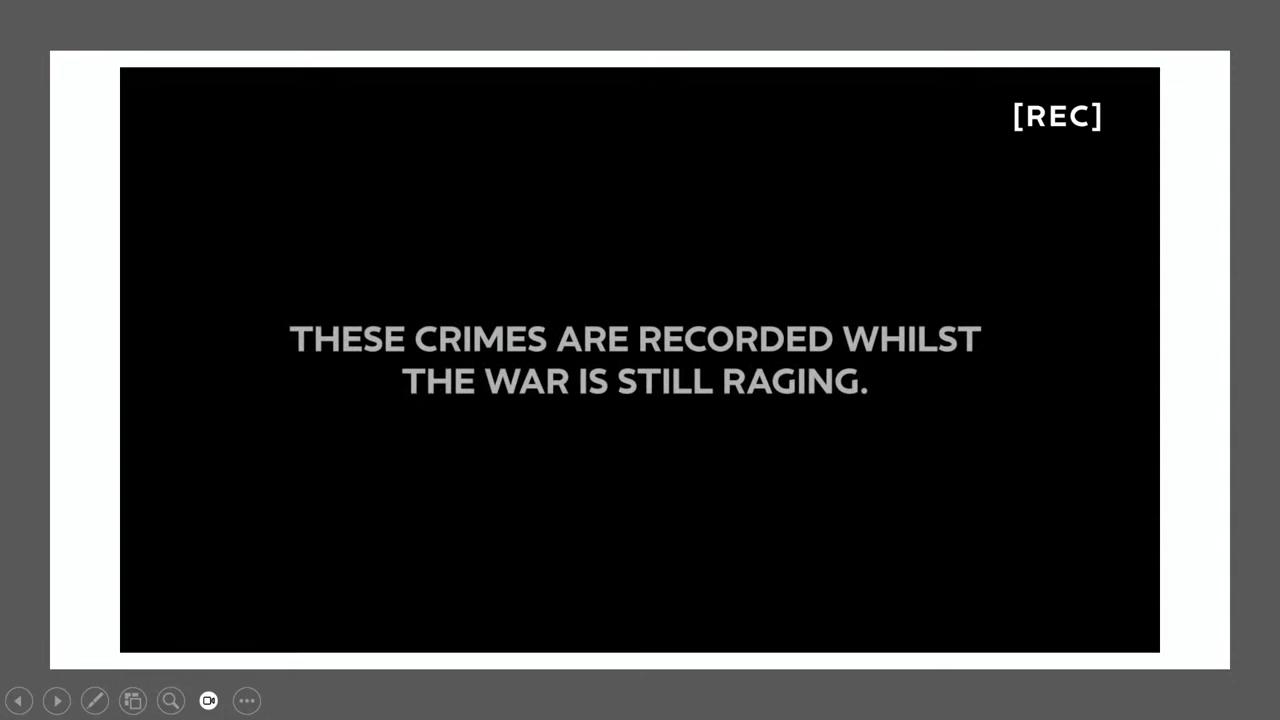 [REC]
THESE CRIMES ARE RECORDED WHILST
THE WAR IS STILL RAGING.